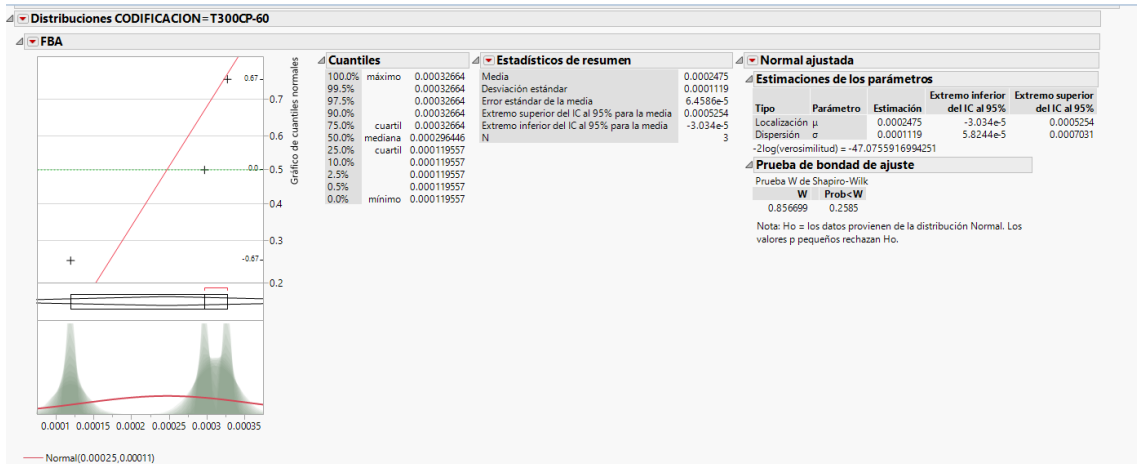 Distribuciones CODIFICACION=T300CP-60
FBA
0.67
0.0
-0.67
0.7
0.6
0.5
0.4
0.3
0.2
Gráfico de cuantiles normales
0.0001 0.00015 0.0002 0.00025 0.0003 0.00035
Normal(0.00025,0.00011)
Cuantiles
100.0% máximo 0.00032664
99.5% 0.00032664
97.5% 0.00032664
90.0% 0.00032664
75.0% cuartil 0.00032664
50.0% mediana 0.000296446
25.0% cuartil 0.000119557
10.0% 0.000119557
2.5% 0.000119557
0.5% 0.000119557
0.0% mínimo 0.000119557
Estadísticos de resumen
Media 0.0002475
Desviación estándar 0.0001119
Error estándar de la media 6.4586e-5
Extremo superior del IC al 95% para la media 0.0005254
Extremo inferior del IC al 95% para la media -3.034e-5
N 3
Normal ajustada
Estimaciones de los parámetros
Extremo inferior Extremo superior
Tipo Parámetro Estimación del IC al 95% del IC al 95%
Localización μ 0.0002475 -3.034e-5 0.0005254
Dispersión σ 0.0001119 5.8244e-5 0.0007031
-2log(verosimilitud) = -47.0755916994251
Prueba de bondad de ajuste
Prueba W de Shapiro-Wilk
W Prob<W
0.856699 0.2585
Nota: Ho = los datos provienen de la distribución Normal. Los
valores p pequeños rechazan Ho.